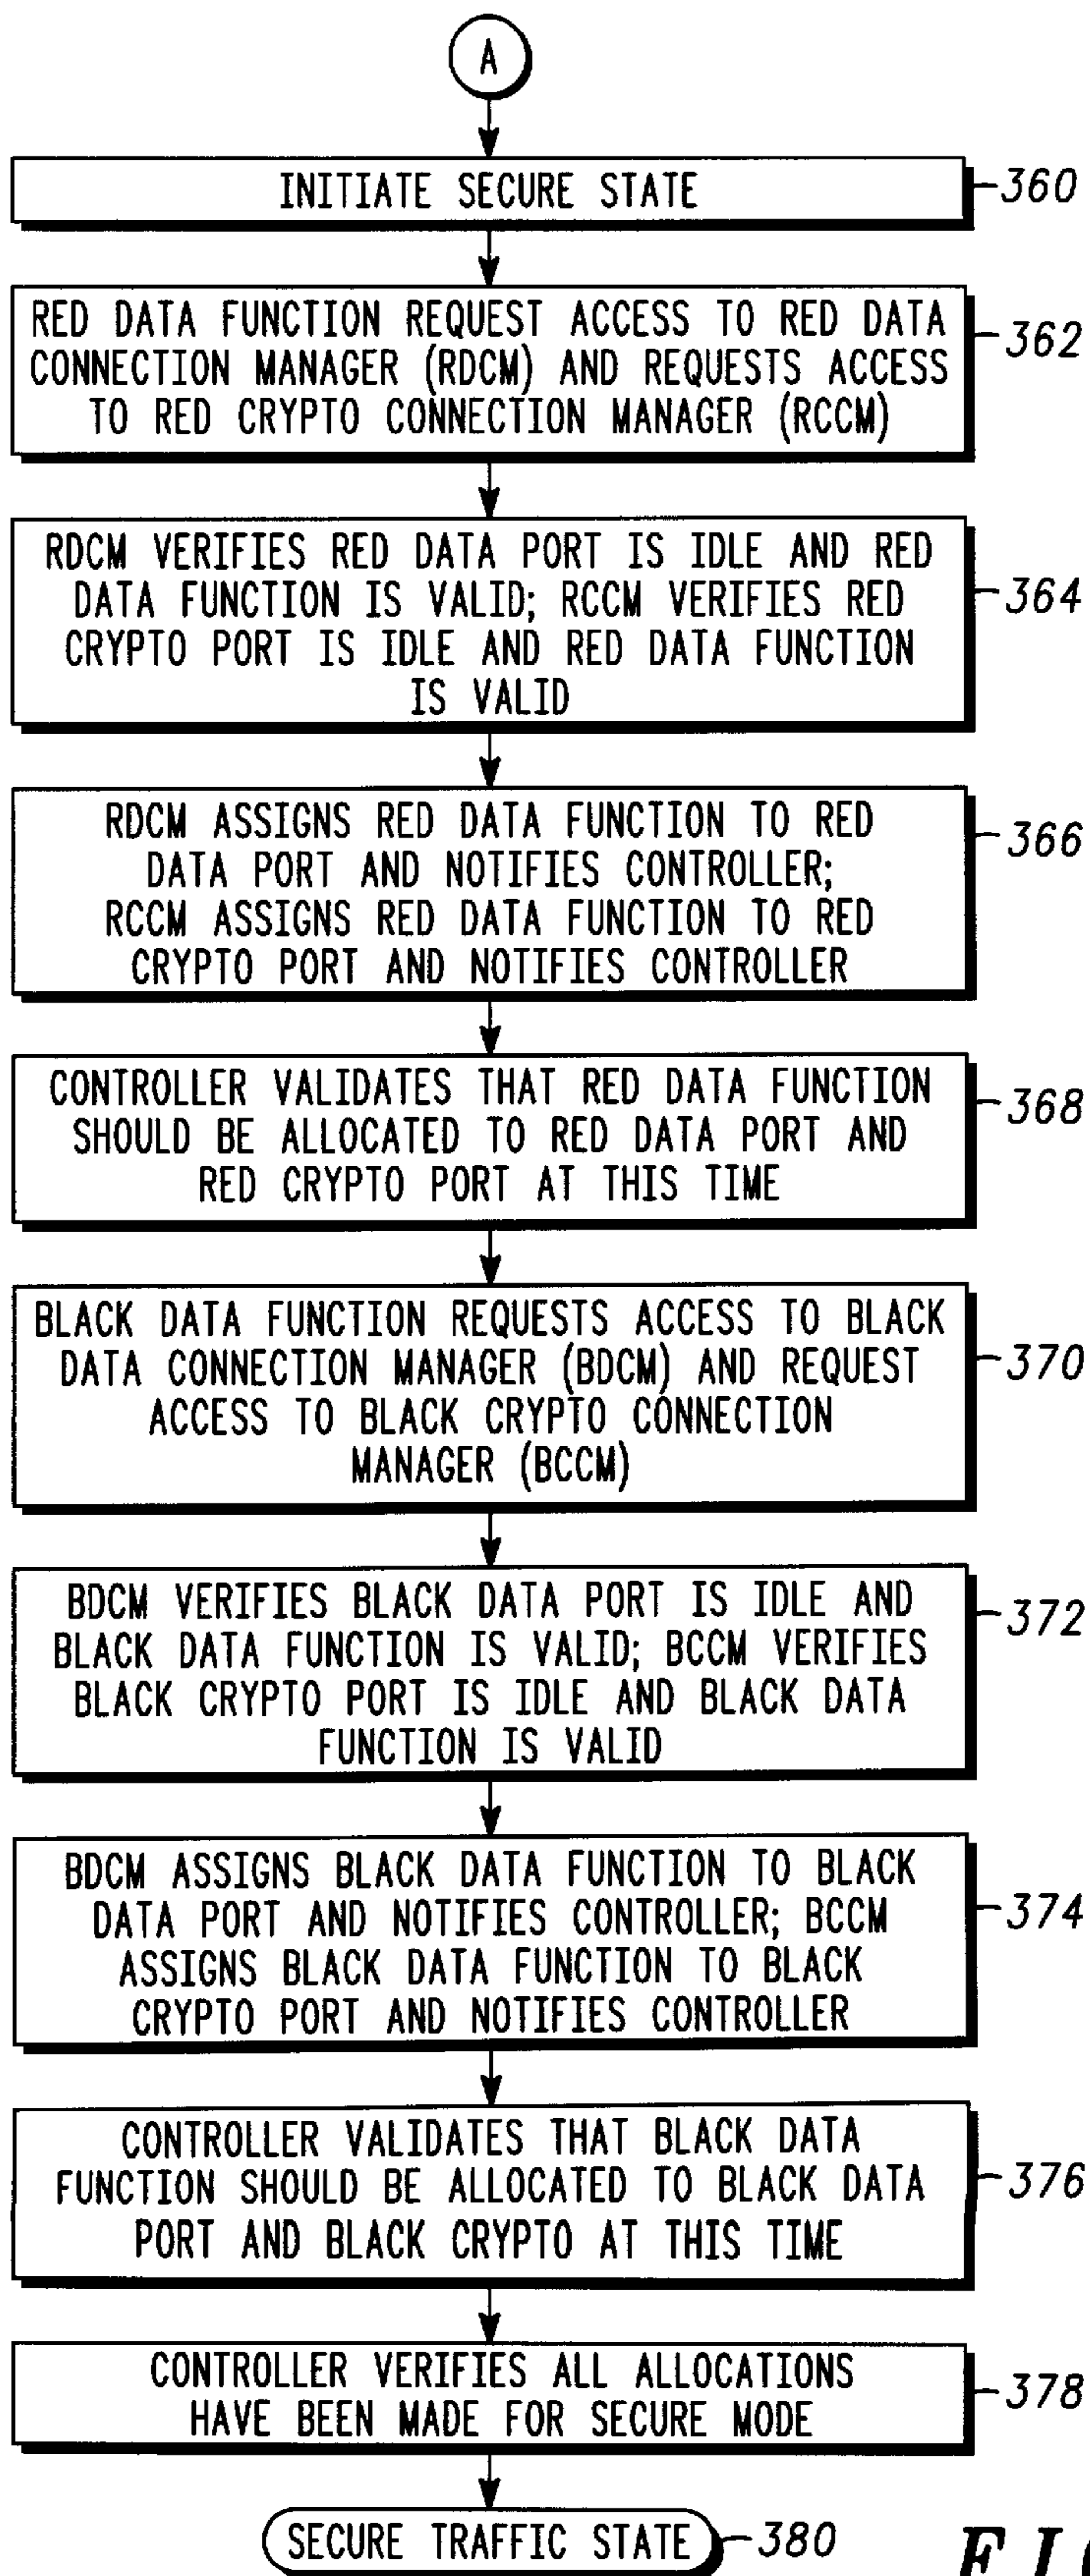 A
INITIATE SECURE STATE
360
RED DATA FUNCTION REQUEST ACCESS TO RED DATA
CONNECTION MANAGER (RDCM) AND REQUESTS ACCESS
TO RED CRYPTO CONNECTION MANAGER (RCCM)
362
RDCM VERIFIES RED DATA PORT IS IDLE AND RED
DATA FUNCTION IS VALID; RCCM VERIFIES RED
CRYPTO PORT IS IDLE AND RED DATA FUNCTION
IS VALID
364
RDCM ASSIGNS RED DATA FUNCTION TO RED
DATA PORT AND NOTIFIES CONTROLLER;
RCCM ASSIGNS RED DATA FUNCTION TO RED
CRYPTO PORT AND NOTIFIES CONTROLLER
366
CONTROLLER VALIDATES THAT RED DATA FUNCTION
SHOULD BE ALLOCATED TO RED DATA PORT AND
RED CRYPTO PORT AT THIS TIME
368
BLACK DATA FUNCTION REQUESTS ACCESS TO BLACK
DATA CONNECTION MANAGER (BDCM) AND REQUEST
ACCESS TO BLACK CRYPTO CONNECTION
MANAGER (BCCM)
370
BDCM VERIFIES BLACK DATA PORT IS IDLE AND
BLACK DATA FUNCTION IS VALID; BCCM VERIFIES
BLACK CRYPTO PORT IS IDLE AND BLACK DATA
FUNCTION IS VALID
372
BDCM ASSIGNS BLACK DATA FUNCTION TO BLACK
DATA PORT AND NOTIFIES CONTROLLER; BCCM
ASSIGNS BLACK DATA FUNCTION TO BLACK
CRYPTO PORT AND NOTIFIES CONTROLLER
374
CONTROLLER VALIDATES THAT BLACK DATA
FUNCTION SHOULD BE ALLOCATED TO BLACK DATA
PORT AND BLACK CRYPTO AT THIS TIME
376
CONTROLLER VERIFIES ALL ALLOCATIONS
HAVE BEEN MADE FOR SECURE MODE
378
SECURE TRAFFIC STATE
380